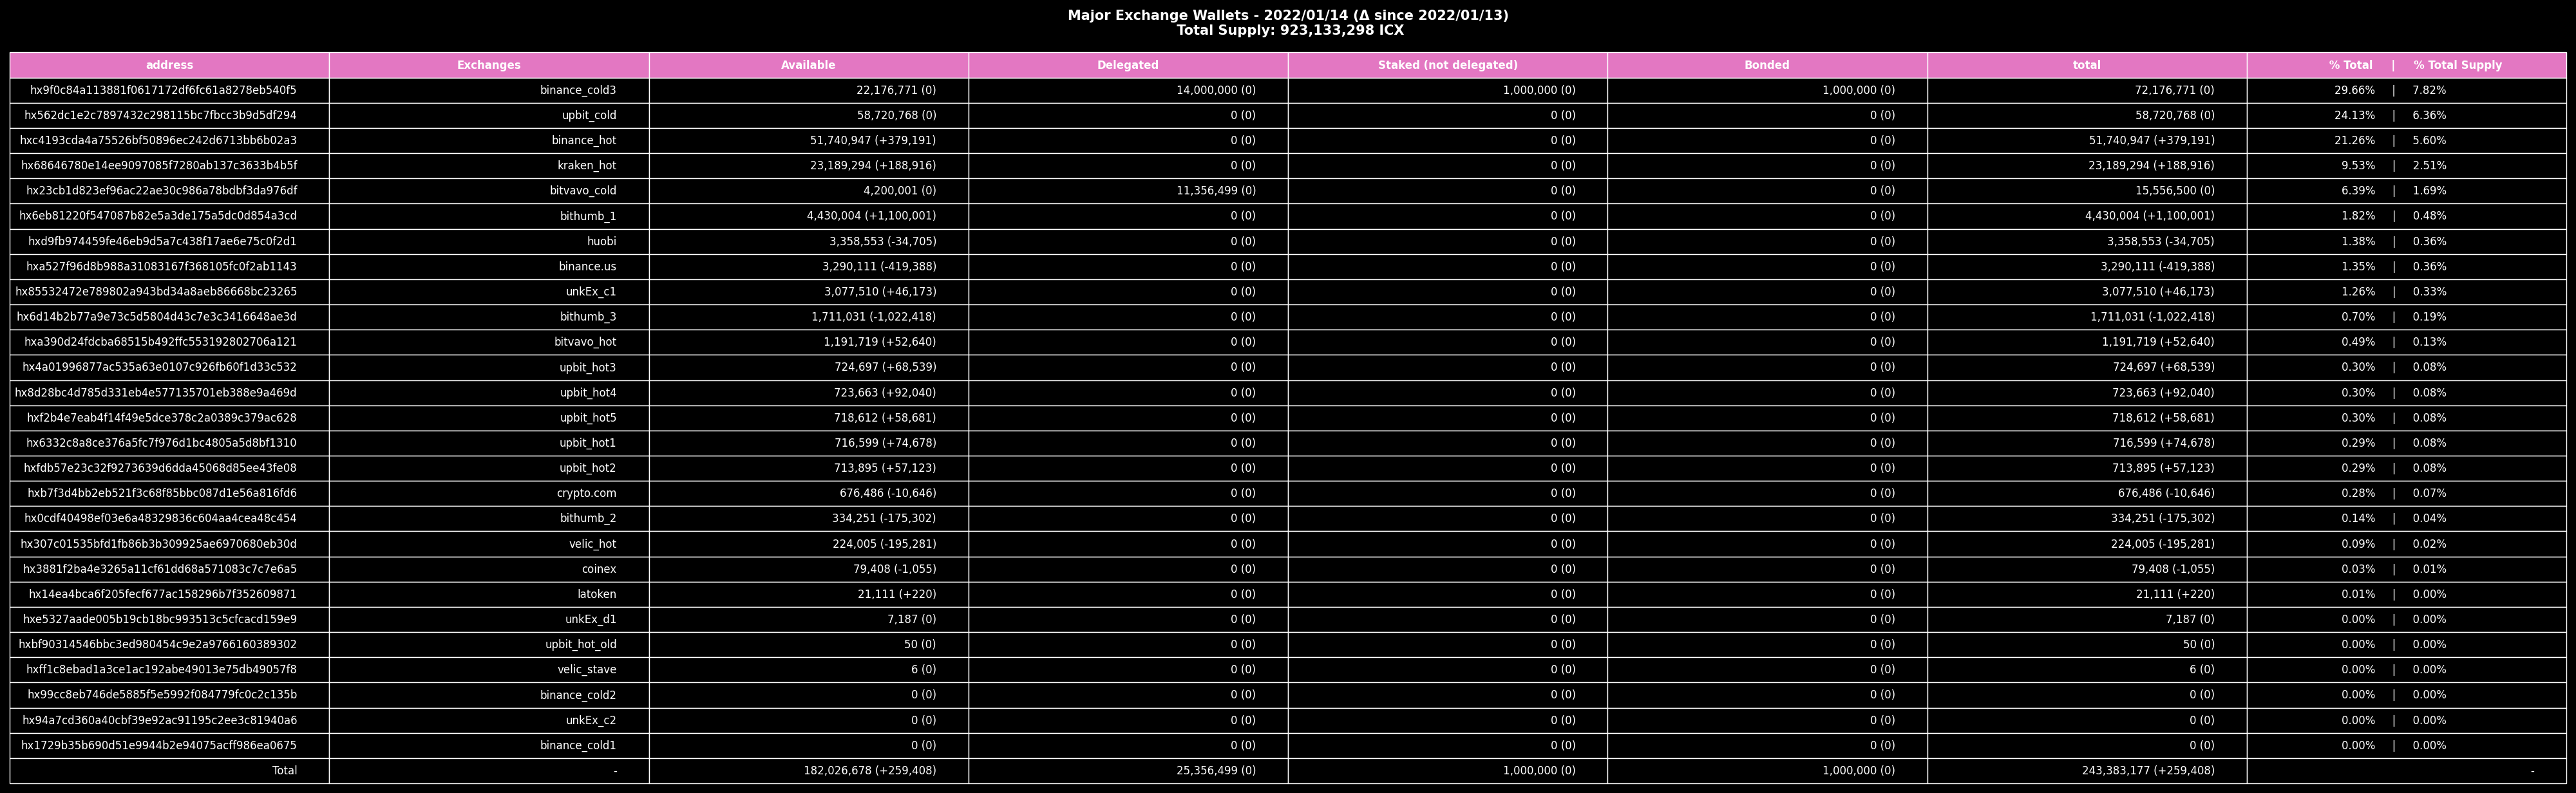 Major Exchange Wallets - 2022/01/14 (Δ since 2022/01/13)
Total Supply: 923,133,298 ICX
address Exchanges Available Delegated Staked (not delegated) Bonded total % Total | % Total Supply
hx9f0c84a113881f0617172df6fc61a8278eb540f5 binance_cold3 22,176,771 (0) 14,000,000 (0) 1,000,000 (0) 1,000,000 (0) 72,176,771 (0) 29.66% | 7.82%
hx562dc1e2c7897432c298115bc7fbcc3b9d5df294 upbit_cold 58,720,768 (0) 0 (0) 0 (0) 0 (0) 58,720,768 (0) 24.13% | 6.36%
hxc4193cda4a75526bf50896ec242d6713bb6b02a3 binance_hot 51,740,947 (+379,191) 0 (0) 0 (0) 0 (0) 51,740,947 (+379,191) 21.26% | 5.60%
hx68646780e14ee9097085f7280ab137c3633b4b5f kraken_hot 23,189,294 (+188,916) 0 (0) 0 (0) 0 (0) 23,189,294 (+188,916) 9.53% | 2.51%
hx23cb1d823ef96ac22ae30c986a78bdbf3da976df bitvavo_cold 4,200,001 (0) 11,356,499 (0) 0 (0) 0 (0) 15,556,500 (0) 6.39% | 1.69%
hx6eb81220f547087b82e5a3de175a5dc0d854a3cd bithumb_1 4,430,004 (+1,100,001) 0 (0) 0 (0) 0 (0) 4,430,004 (+1,100,001) 1.82% | 0.48%
hxd9fb974459fe46eb9d5a7c438f17ae6e75c0f2d1 huobi 3,358,553 (-34,705) 0 (0) 0 (0) 0 (0) 3,358,553 (-34,705) 1.38% | 0.36%
hxa527f96d8b988a31083167f368105fc0f2ab1143 binance.us 3,290,111 (-419,388) 0 (0) 0 (0) 0 (0) 3,290,111 (-419,388) 1.35% | 0.36%
hx85532472e789802a943bd34a8aeb86668bc23265 unkEx_c1 3,077,510 (+46,173) 0 (0) 0 (0) 0 (0) 3,077,510 (+46,173) 1.26% | 0.33%
hx6d14b2b77a9e73c5d5804d43c7e3c3416648ae3d bithumb_3 1,711,031 (-1,022,418) 0 (0) 0 (0) 0 (0) 1,711,031 (-1,022,418) 0.70% | 0.19%
hxa390d24fdcba68515b492ffc553192802706a121 bitvavo_hot 1,191,719 (+52,640) 0 (0) 0 (0) 0 (0) 1,191,719 (+52,640) 0.49% | 0.13%
hx4a01996877ac535a63e0107c926fb60f1d33c532 upbit_hot3 724,697 (+68,539) 0 (0) 0 (0) 0 (0) 724,697 (+68,539) 0.30% | 0.08%
hx8d28bc4d785d331eb4e577135701eb388e9a469d upbit_hot4 723,663 (+92,040) 0 (0) 0 (0) 0 (0) 723,663 (+92,040) 0.30% | 0.08%
hxf2b4e7eab4f14f49e5dce378c2a0389c379ac628 upbit_hot5 718,612 (+58,681) 0 (0) 0 (0) 0 (0) 718,612 (+58,681) 0.30% | 0.08%
hx6332c8a8ce376a5fc7f976d1bc4805a5d8bf1310 upbit_hot1 716,599 (+74,678) 0 (0) 0 (0) 0 (0) 716,599 (+74,678) 0.29% | 0.08%
hxfdb57e23c32f9273639d6dda45068d85ee43fe08 upbit_hot2 713,895 (+57,123) 0 (0) 0 (0) 0 (0) 713,895 (+57,123) 0.29% | 0.08%
hxb7f3d4bb2eb521f3c68f85bbc087d1e56a816fd6 crypto.com 676,486 (-10,646) 0 (0) 0 (0) 0 (0) 676,486 (-10,646) 0.28% | 0.07%
hx0cdf40498ef03e6a48329836c604aa4cea48c454 bithumb_2 334,251 (-175,302) 0 (0) 0 (0) 0 (0) 334,251 (-175,302) 0.14% | 0.04%
hx307c01535bfd1fb86b3b309925ae6970680eb30d velic_hot 224,005 (-195,281) 0 (0) 0 (0) 0 (0) 224,005 (-195,281) 0.09% | 0.02%
hx3881f2ba4e3265a11cf61dd68a571083c7c7e6a5 coinex 79,408 (-1,055) 0 (0) 0 (0) 0 (0) 79,408 (-1,055) 0.03% | 0.01%
hx14ea4bca6f205fecf677ac158296b7f352609871 latoken 21,111 (+220) 0 (0) 0 (0) 0 (0) 21,111 (+220) 0.01% | 0.00%
hxe5327aade005b19cb18bc993513c5cfcacd159e9 unkEx_d1 7,187 (0) 0 (0) 0 (0) 0 (0) 7,187 (0) 0.00% | 0.00%
hxbf90314546bbc3ed980454c9e2a9766160389302 upbit_hot_old 50 (0) 0 (0) 0 (0) 0 (0) 50 (0) 0.00% | 0.00%
hxff1c8ebad1a3ce1ac192abe49013e75db49057f8 velic_stave 6 (0) 0 (0) 0 (0) 0 (0) 6 (0) 0.00% | 0.00%
hx99cc8eb746de5885f5e5992f084779fc0c2c135b binance_cold2 0 (0) 0 (0) 0 (0) 0 (0) 0 (0) 0.00% | 0.00%
hx94a7cd360a40cbf39e92ac91195c2ee3c81940a6 unkEx_c2 0 (0) 0 (0) 0 (0) 0 (0) 0 (0) 0.00% | 0.00%
hx1729b35b690d51e9944b2e94075acff986ea0675 binance_cold1 0 (0) 0 (0) 0 (0) 0 (0) 0 (0) 0.00% | 0.00%
Total - 182,026,678 (+259,408) 25,356,499 (0) 1,000,000 (0) 1,000,000 (0) 243,383,177 (+259,408) -